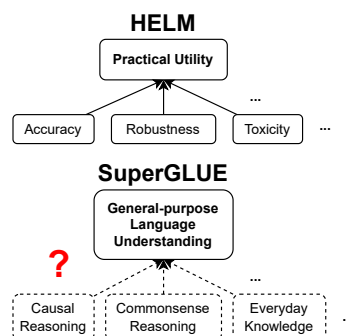 HELM
Practical Utility
...
Accuracy Robustness Toxicity ...
SuperGLUE
General-purpose
Language
Understanding
?
...
Causal Commonsense Everyday
Reasoning Reasoning Knowledge .